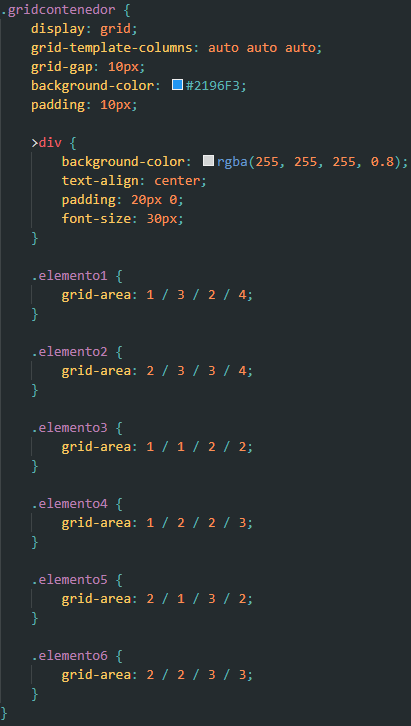 .gridcontenedor {
display: grid;
grid-template-columns: auto auto auto;
grid-gap: 10px;
background-color: #2196F3;
padding: 10px;
>div {
background-color: rgba(255, 255, 255, 0.8);
text-align: center;
padding: 20px 0;
font-size: 30px;
}
.elemento1 {
grid-area: 1 / 3 / 2 / 4;
}
.elemento2 {
grid-area: 2 / 3 / 3 / 4;
}
.elemento3 {
grid-area: 1 / 1 / 2 / 2;
}
.elemento4 {
grid-area: 1 / 2 / 2 / 3;
}
.elemento5 {
grid-area: 2 / 1 / 3 / 2;
}
.elemento6 {
grid-area: 2 / 2 / 3 / 3;
}
}